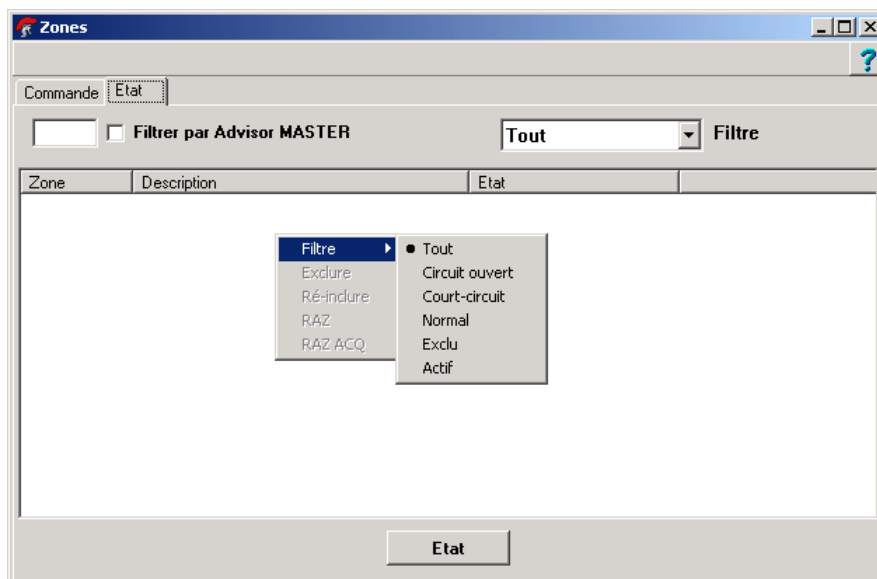 Zones
?
Commande Etat
Filtrer par Advisor MASTER Tout Filtre
Zone Description Etat
Filtre Tout
Exclure Circuit ouvert
Ré-inclure Court-circuit
RAZ Normal
RAZ ACQ Exclu
Actif
Etat